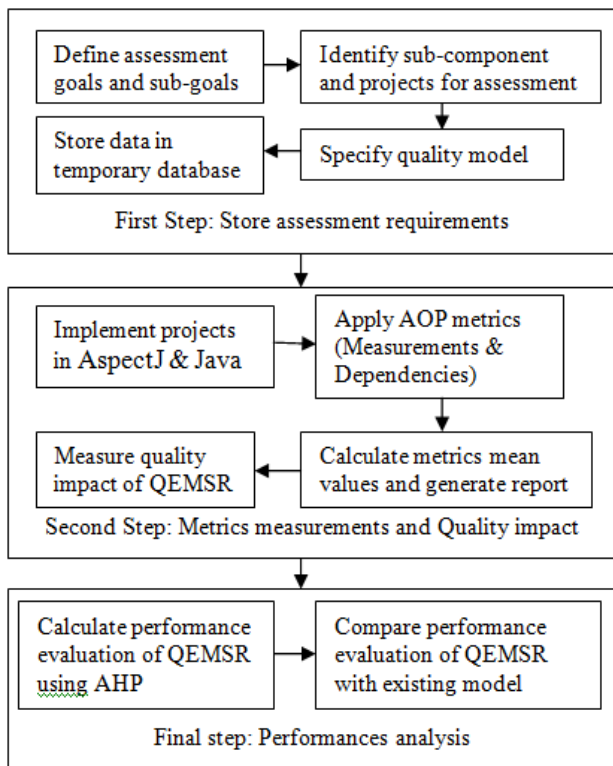 Define assessment
goals and sub-goals
Identify sub-component
and projects for assessment
Store data in
temporary database
Specify quality model
First Step: Store assessment requirements
Implement projects
in AspectJ & Java
Apply AOP metrics
(Measurements &
Dependencies)
Measure quality
impact of QEMSR
Calculate metrics mean
values and generate report
Second Step: Metrics measurements and Quality impact
Calculate performance
evaluation of QEMSR
using AHP
Compare performance
evaluation of QEMSR
with existing model
Final step: Performances analysis